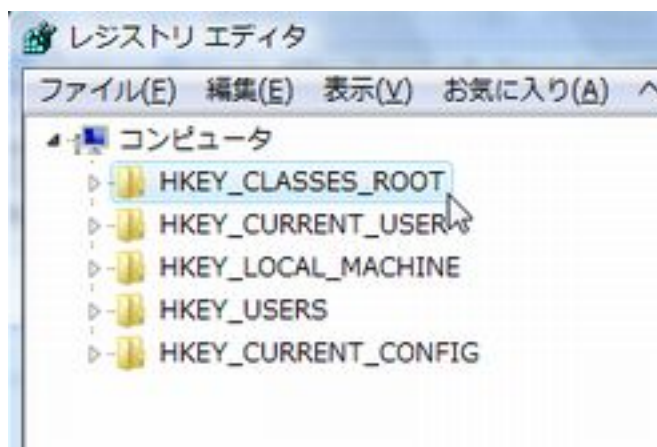 レジストリ エディタ
ファイル(F) 編集(E) 表示(V) お気に入り(A) ヘ
コンピュータ
HKEY_CLASSES_ROOT
HKEY_CURRENT_USER
HKEY_LOCAL_MACHINE
HKEY_USERS
HKEY_CURRENT_CONFIG